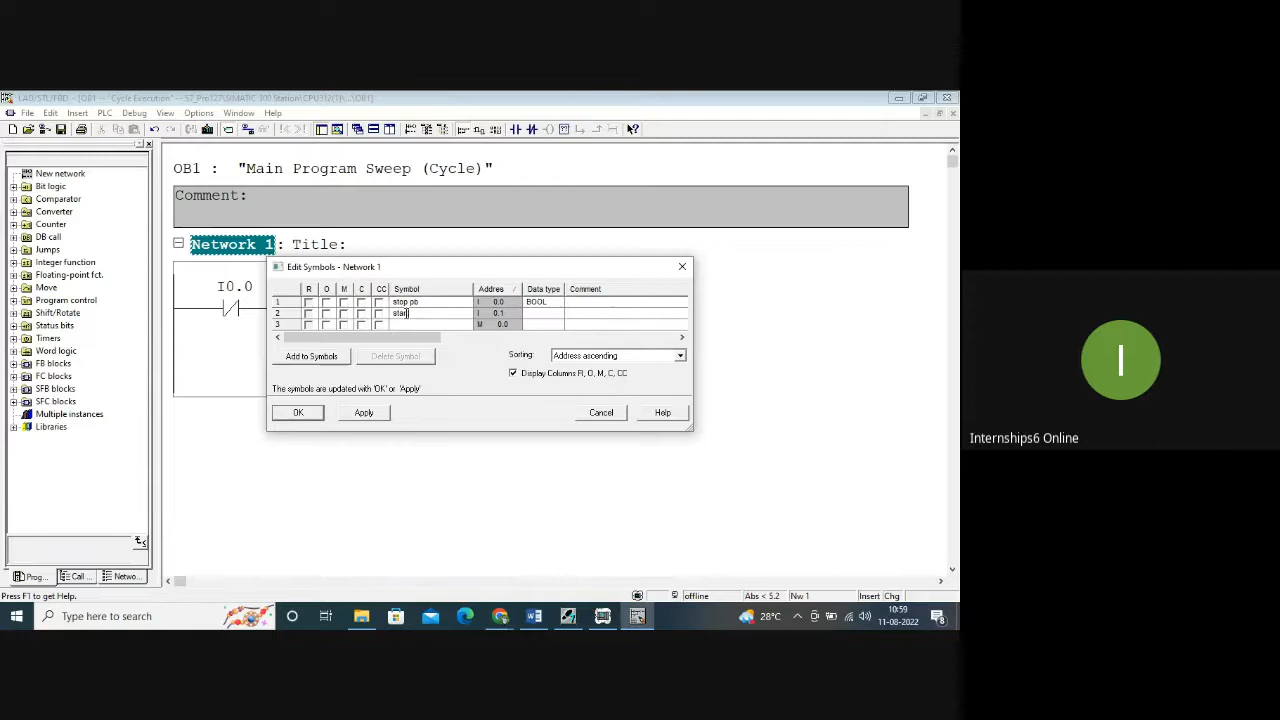 LAD/STL/FBD - [OB1 -- "Cycle Execution" -- S7_Pro127\SIMATIC 300 Station\CPU312(1)\...\OB1]
File Edit Insert PLC Debug View Options Window Help
New network
Bit logic
Comparator
Converter
Counter
DB call
Jumps
Integer function
Floating-point fct.
Move
Program control
Shift/Rotate
Status bits
Timers
Word logic
FB blocks
FC blocks
SFB blocks
SFC blocks
Multiple instances
Libraries
Prog... Call ... Netwo...
OB1 : "Main Program Sweep (Cycle)"
Comment:
Network 1: Title:
I0.0
Edit Symbols - Network 1
R O M C CC Symbol Addres Data type Comment
1 stop pb I 0.0 BOOL
2 star I 0.1
3 M 0.0
Add to Symbols Delete Symbol Sorting: Address ascending
Display Columns R, O, M, C, CC
The symbols are updated with 'OK' or 'Apply'
OK Apply Cancel Help
Press F1 to get Help. offline Abs < 5.2 Nw 1 Insert Chg
Type here to search
28°C
10:59
11-08-2022
8
I
Internships6 Online